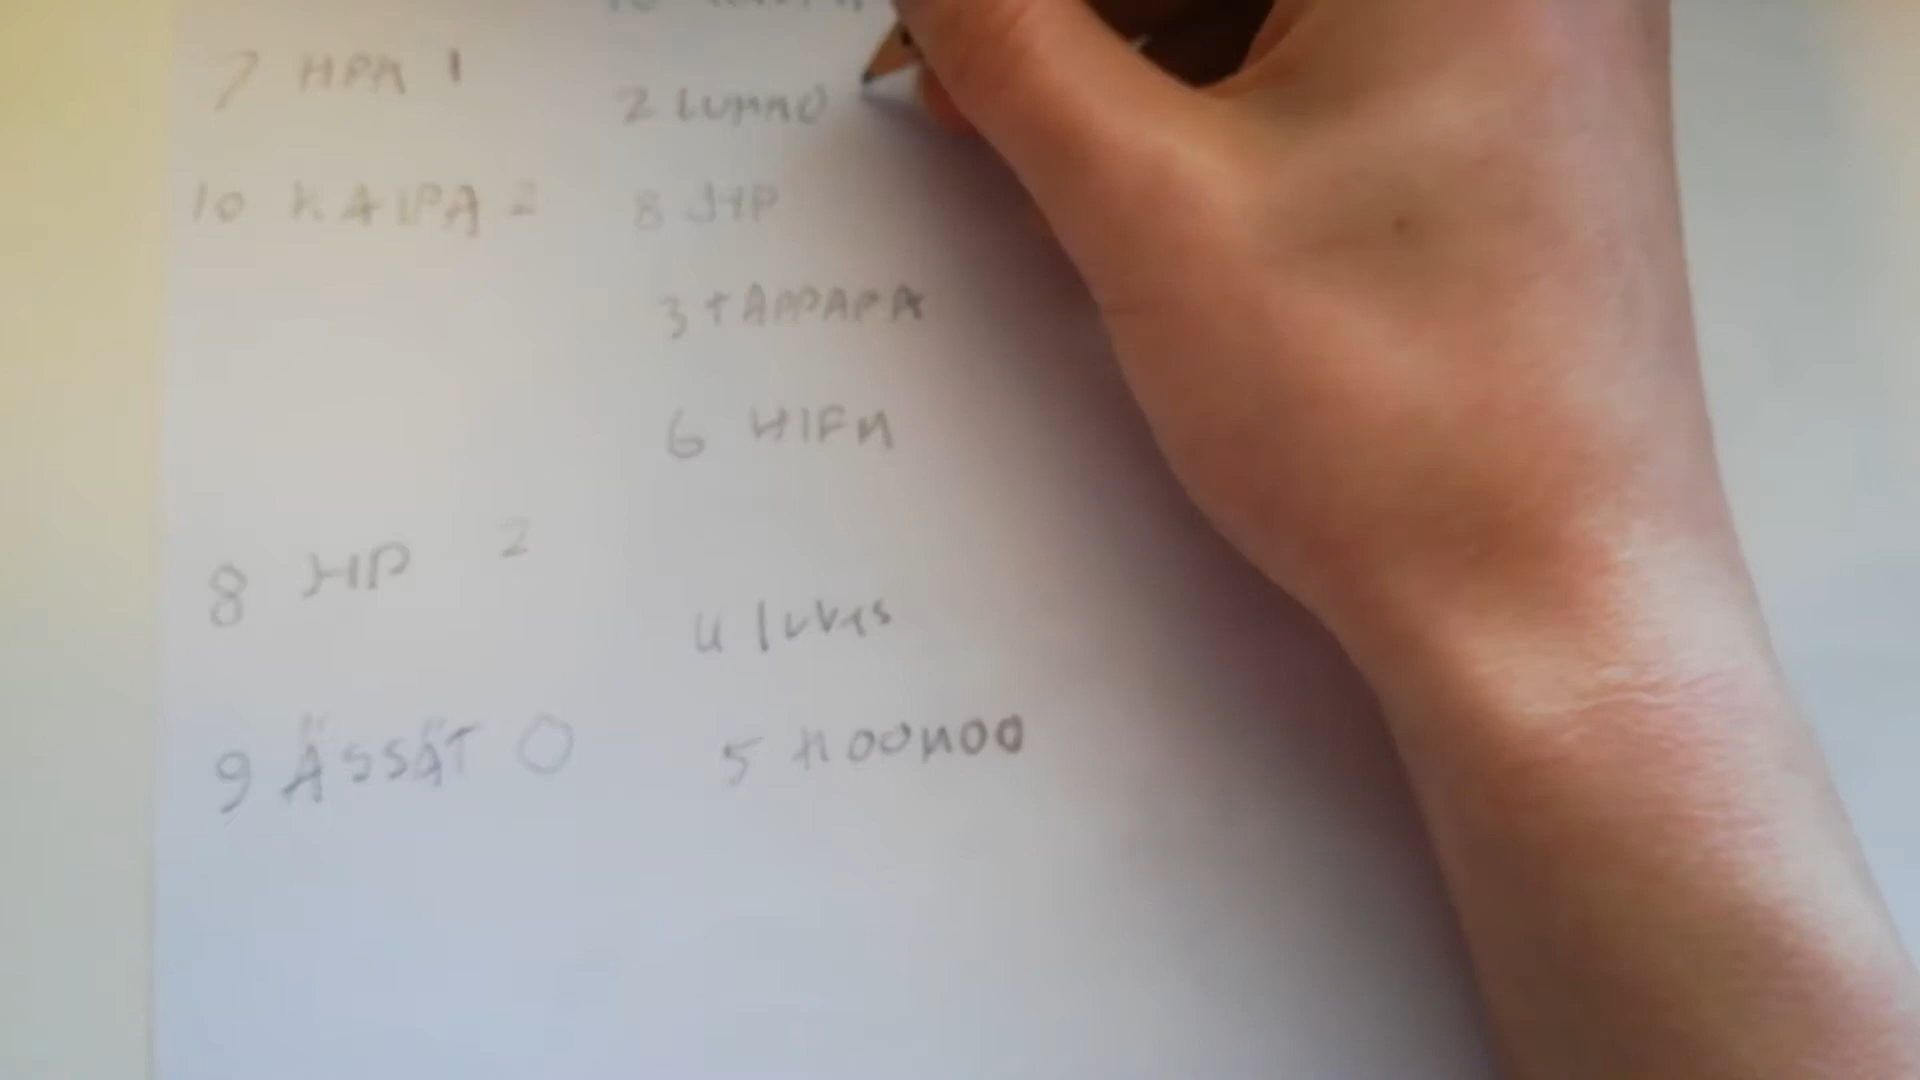 7 HPK 1
10 KALPA 2
8 JYP 2
9 ÄSSÄT 0
2 LUKKO
8 JYP
3 tAPPARA
6 HIFK
4 Ilves
5 KOOKOO